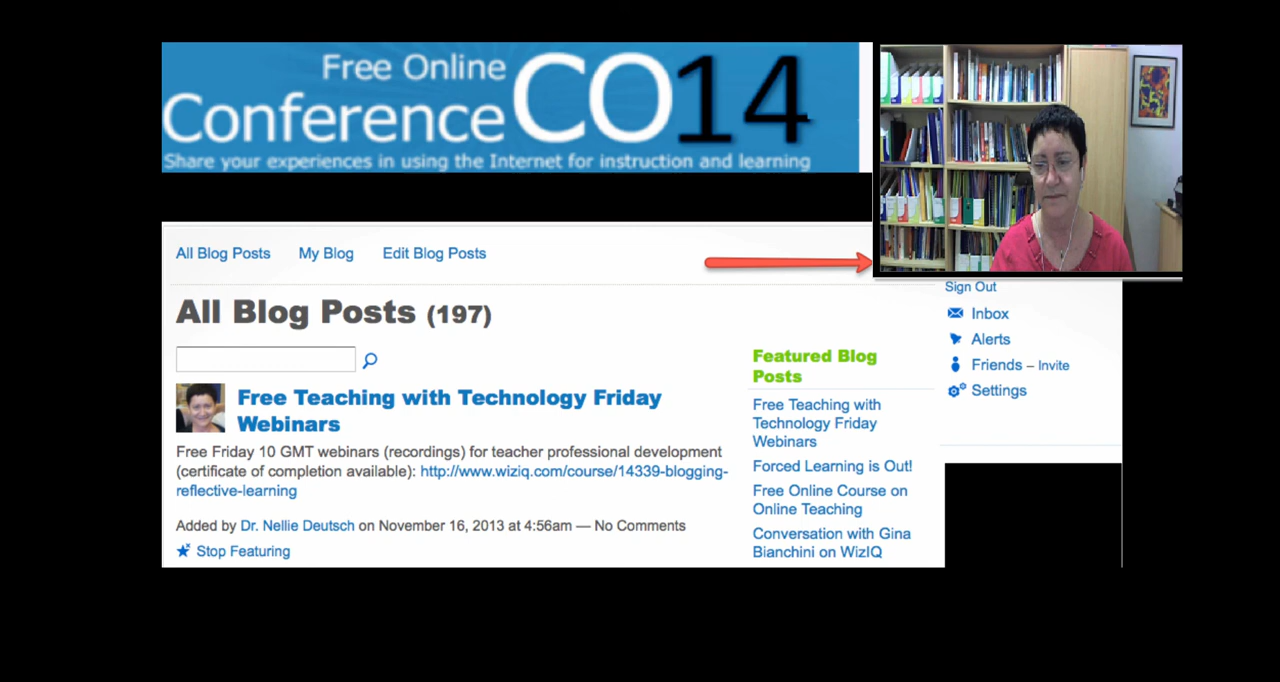 Free Online
Conference CO14
Share your experiences in using the Internet for instruction and learning
All Blog Posts My Blog Edit Blog Posts
All Blog Posts (197)
Free Teaching with Technology Friday
Webinars
Free Friday 10 GMT webinars (recordings) for teacher professional development
(certificate of completion available): http://www.wiziq.com/course/14339-blogging-
reflective-learning
Added by Dr. Nellie Deutsch on November 16, 2013 at 4:56am — No Comments
Stop Featuring
Featured Blog
Posts
Free Teaching with
Technology Friday
Webinars
Forced Learning is Out!
Free Online Course on
Online Teaching
Conversation with Gina
Bianchini on WizIQ
Sign Out
Inbox
Alerts
Friends – Invite
Settings